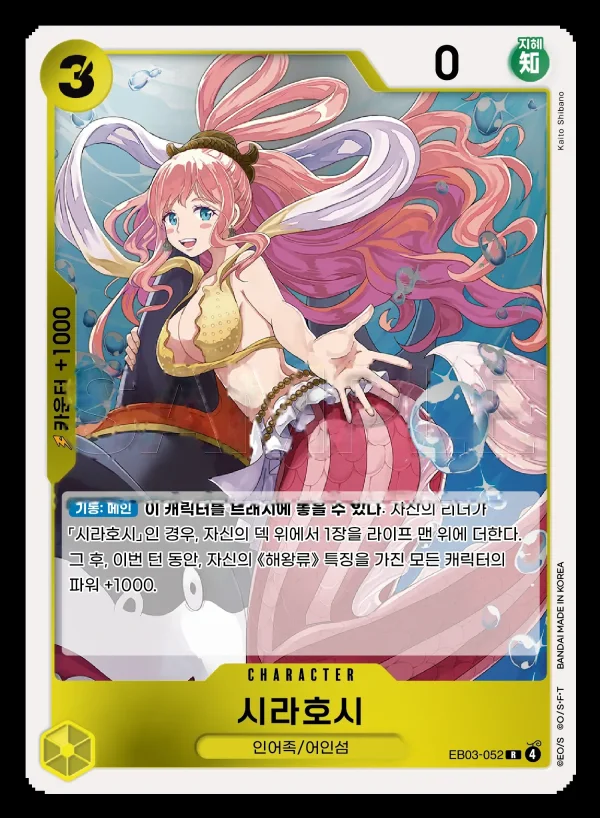 3
0
지혜
知
Kaito Shibano
카운터 +1000
SAMPLE
기동: 메인 이 캐릭터를 트래시에 놓을 수 있다: 자신의 리더가
「시라호시」인 경우, 자신의 덱 위에서 1장을 라이프 맨 위에 더한다.
그 후, 이번 턴 동안, 자신의 《해왕류》 특징을 가진 모든 캐릭터의
파워 +1000.
CHARACTER
시라호시
인어족/어인섬
EB03-052 R 4
©EO/S ©O/S·F·T BANDAI MADE IN KOREA